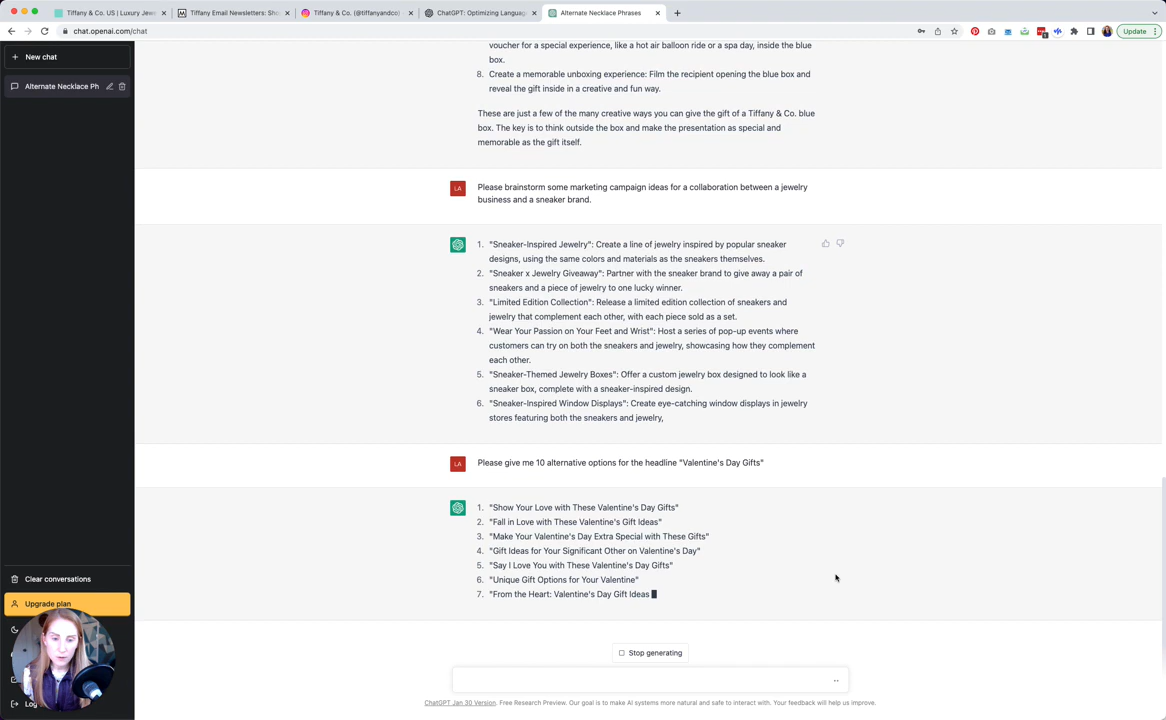 Tiffany & Co. US | Luxury Jewe
Tiffany Email Newsletters: Sho
Tiffany & Co. (@tiffanyandco)
ChatGPT: Optimizing Language
Alternate Necklace Phrases
chat.openai.com/chat
Update
New chat
Alternate Necklace Ph
voucher for a special experience, like a hot air balloon ride or a spa day, inside the blue
box.
8. Create a memorable unboxing experience: Film the recipient opening the blue box and
reveal the gift inside in a creative and fun way.
These are just a few of the many creative ways you can give the gift of a Tiffany & Co. blue
box. The key is to think outside the box and make the presentation as special and
memorable as the gift itself.
LA
Please brainstorm some marketing campaign ideas for a collaboration between a jewelry
business and a sneaker brand.
1. "Sneaker-Inspired Jewelry": Create a line of jewelry inspired by popular sneaker
designs, using the same colors and materials as the sneakers themselves.
2. "Sneaker x Jewelry Giveaway": Partner with the sneaker brand to give away a pair of
sneakers and a piece of jewelry to one lucky winner.
3. "Limited Edition Collection": Release a limited edition collection of sneakers and
jewelry that complement each other, with each piece sold as a set.
4. "Wear Your Passion on Your Feet and Wrist": Host a series of pop-up events where
customers can try on both the sneakers and jewelry, showcasing how they complement
each other.
5. "Sneaker-Themed Jewelry Boxes": Offer a custom jewelry box designed to look like a
sneaker box, complete with a sneaker-inspired design.
6. "Sneaker-Inspired Window Displays": Create eye-catching window displays in jewelry
stores featuring both the sneakers and jewelry,
LA
Please give me 10 alternative options for the headline "Valentine's Day Gifts"
1. "Show Your Love with These Valentine's Day Gifts"
2. "Fall in Love with These Valentine's Gift Ideas"
3. "Make Your Valentine's Day Extra Special with These Gifts"
4. "Gift Ideas for Your Significant Other on Valentine's Day"
5. "Say I Love You with These Valentine's Day Gifts"
6. "Unique Gift Options for Your Valentine"
7. "From the Heart: Valentine's Day Gift Ideas
Clear conversations
Upgrade plan
Log
Stop generating
ChatGPT Jan 30 Version. Free Research Preview. Our goal is to make AI systems more natural and safe to interact with. Your feedback will help us improve.